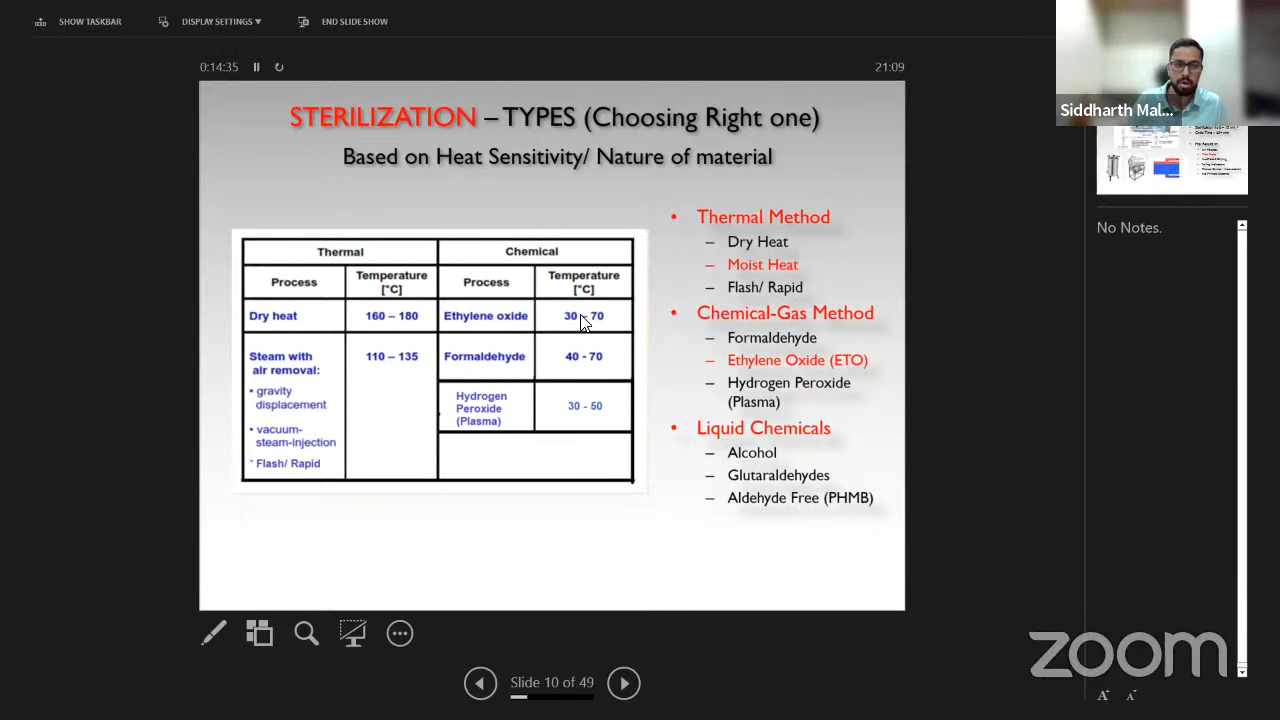 SHOW TASKBAR
DISPLAY SETTINGS ▼
END SLIDE SHOW
0:14:35
21:09
STERILIZATION – TYPES (Choosing Right one)
Based on Heat Sensitivity/ Nature of material
Thermal
Chemical
Process
Temperature
[°C]
Process
Temperature
[°C]
Dry heat
160 – 180
Ethylene oxide
30 - 70
Steam with
air removal:
110 – 135
Formaldehyde
40 - 70
• gravity
displacement
Hydrogen
Peroxide
(Plasma)
30 - 50
• vacuum-
steam-injection
* Flash/ Rapid
• Thermal Method
– Dry Heat
– Moist Heat
– Flash/ Rapid
• Chemical-Gas Method
– Formaldehyde
– Ethylene Oxide (ETO)
– Hydrogen Peroxide
(Plasma)
• Liquid Chemicals
– Alcohol
– Glutaraldehydes
– Aldehyde Free (PHMB)
Slide 10 of 49
Siddharth Mal...
No Notes.
zoom
A
A